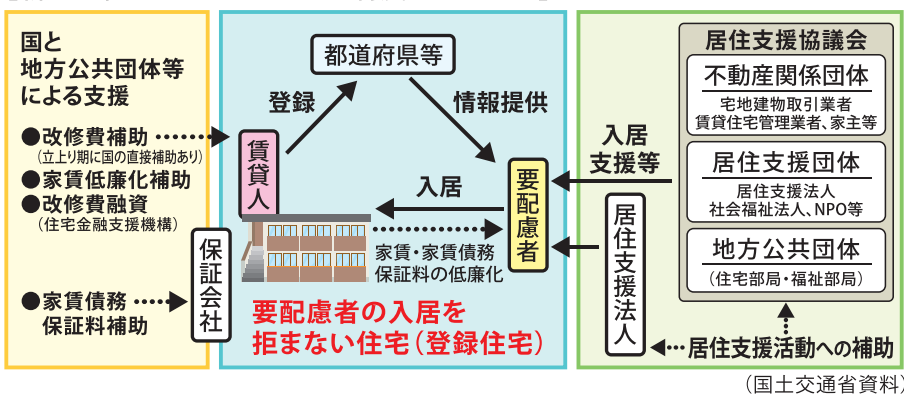 国と
地方公共団体等
による支援
●改修費補助
(立上り期に国の直接補助あり)
●家賃低廉化補助
●改修費融資
(住宅金融支援機構)
●家賃債務
保証料補助
保証会社
賃貸人
都道府県等
登録
情報提供
要配慮者
入居
家賃・家賃債務
保証料の低廉化
要配慮者の入居を
拒まない住宅(登録住宅)
入居
支援等
居住支援法人
居住支援協議会
不動産関係団体
宅地建物取引業者
賃貸住宅管理業者、家主等
居住支援団体
居住支援法人
社会福祉法人、NPO等
地方公共団体
(住宅部局・福祉部局)
居住支援活動への補助
(国土交通省資料)